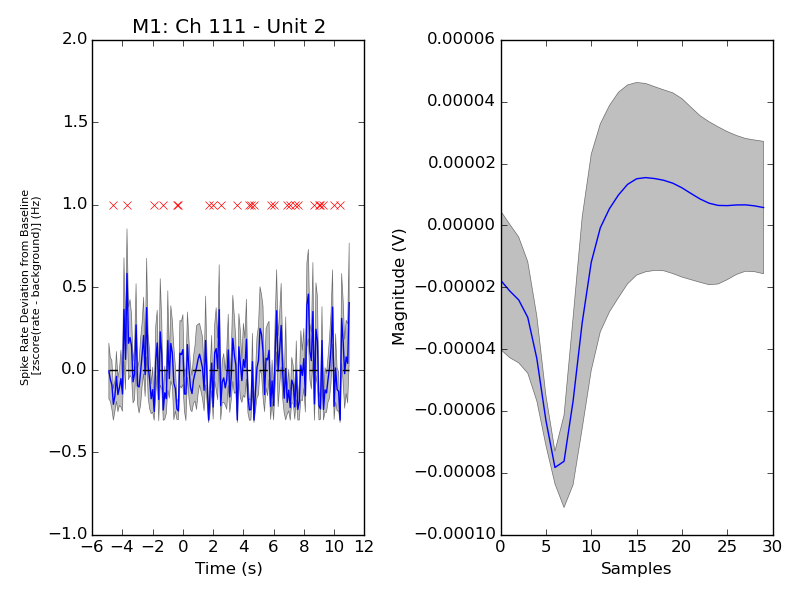 M1: Ch 111 - Unit 2
2.0
1.5
1.0
0.5
0.0
−0.5
−1.0
−6 −4 −2 0 2 4 6 8 10 12
Time (s)
Spike Rate Deviation from Baseline
[zscore(rate - background)] (Hz)
0.00006
0.00004
0.00002
0.00000
−0.00002
−0.00004
−0.00006
−0.00008
−0.00010
0 5 10 15 20 25 30
Samples
Magnitude (V)